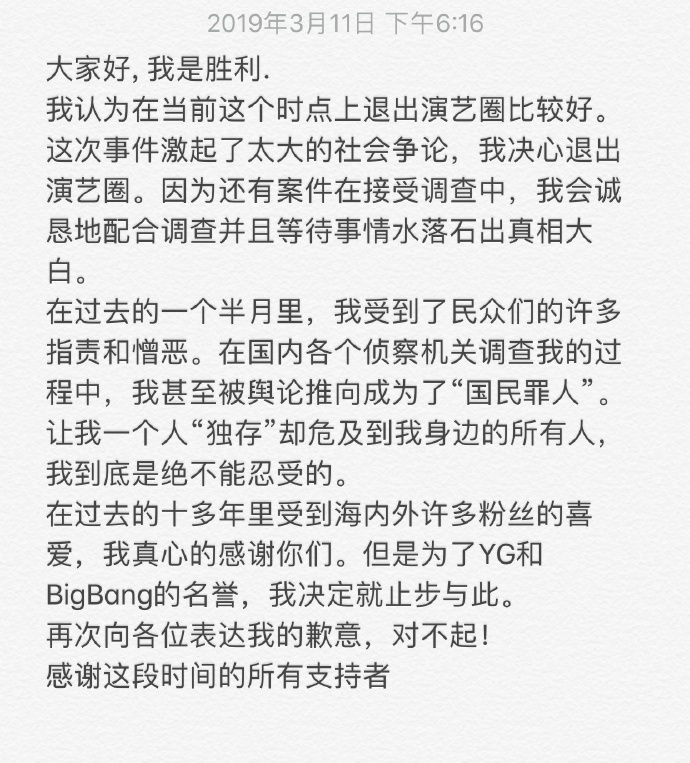 2019年3月11日 下午6:16
大家好, 我是胜利.
我认为在当前这个时点上退出演艺圈比较好。
这次事件激起了太大的社会争论，我决心退出
演艺圈。因为还有案件在接受调查中，我会诚
恳地配合调查并且等待事情水落石出真相大
白。
在过去的一个半月里，我受到了民众们的许多
指责和憎恶。在国内各个侦察机关调查我的过
程中，我甚至被舆论推向成为了“国民罪人”。
让我一个人“独存”却危及到我身边的所有人，
我到底是绝不能忍受的。
在过去的十多年里受到海内外许多粉丝的喜
爱，我真心的感谢你们。但是为了YG和
BigBang的名誉，我决定就止步与此。
再次向各位表达我的歉意，对不起！
感谢这段时间的所有支持者